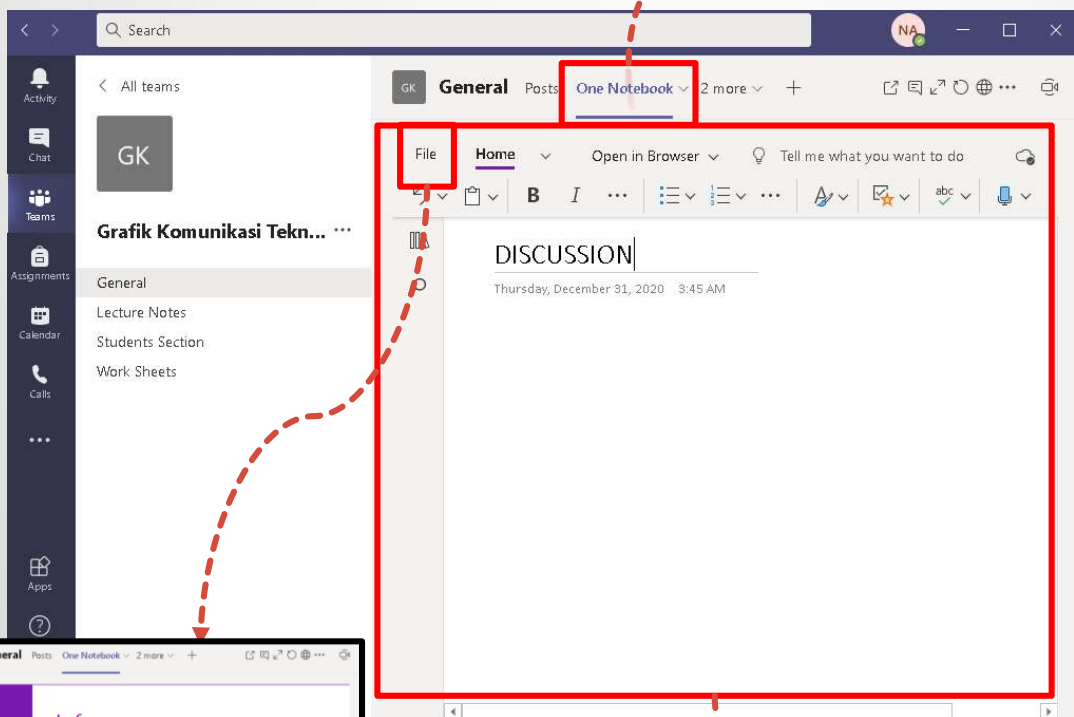 Search
NA
Activity
Chat
Teams
Assignments
Calendar
Calls
Apps
All teams
GK
Grafik Komunikasi Tekn... ...
General
Lecture Notes
Students Section
Work Sheets
GK General Posts One Notebook 2 more +
File Home Open in Browser Tell me what you want to do
B I ... abc
DISCUSSION
Thursday, December 31, 2020 3:45 AM
Posts One Notebook 2 more +